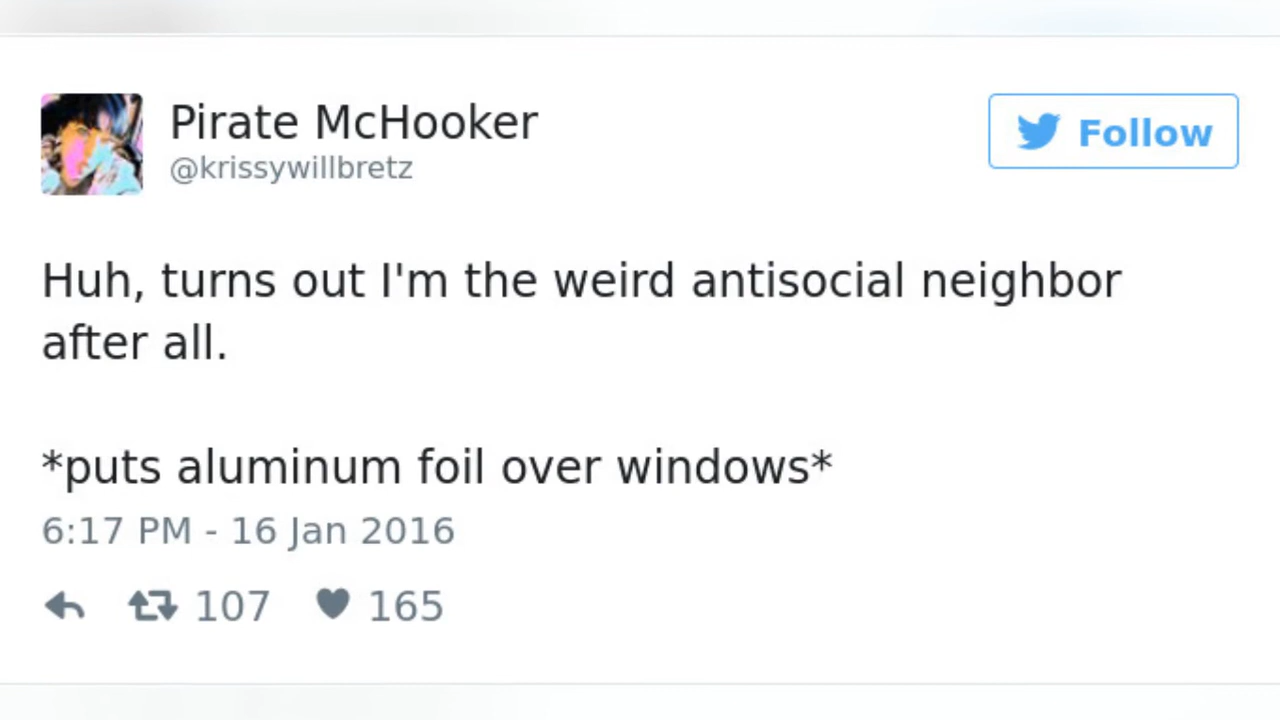 Pirate McHooker
@krissywillbretz
Follow
Huh, turns out I'm the weird antisocial neighbor
after all.
*puts aluminum foil over windows*
6:17 PM - 16 Jan 2016
107 165